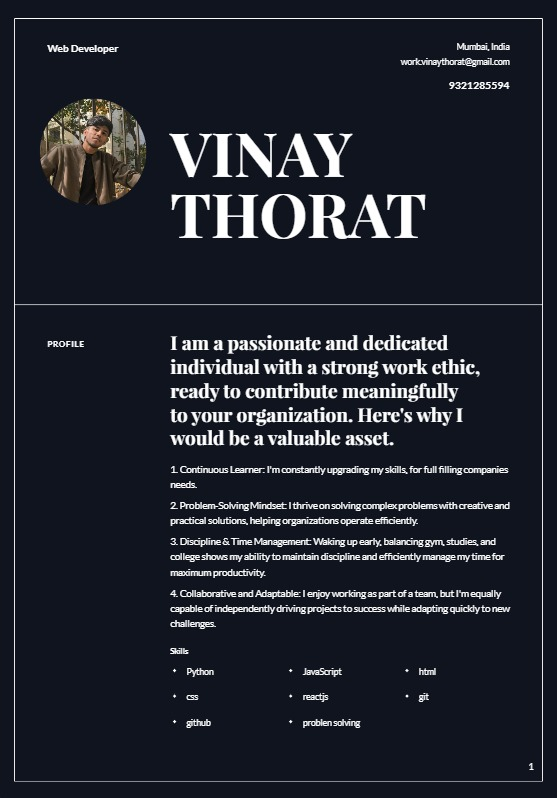 Web Developer
Mumbai, India
work.vinaythorat@gmail.com
9321285594
VINAY
THORAT
PROFILE
I am a passionate and dedicated
individual with a strong work ethic,
ready to contribute meaningfully
to your organization. Here's why I
would be a valuable asset.
1. Continuous Learner: I'm constantly upgrading my skills, for full filling companies
needs.
2. Problem-Solving Mindset: I thrive on solving complex problems with creative and
practical solutions, helping organizations operate efficiently.
3. Discipline & Time Management: Waking up early, balancing gym, studies, and
college shows my ability to maintain discipline and efficiently manage my time for
maximum productivity.
4. Collaborative and Adaptable: I enjoy working as part of a team, but I'm equally
capable of independently driving projects to success while adapting quickly to new
challenges.
Skills
• Python • JavaScript • html
• css • reactjs • git
• github • problen solving
1